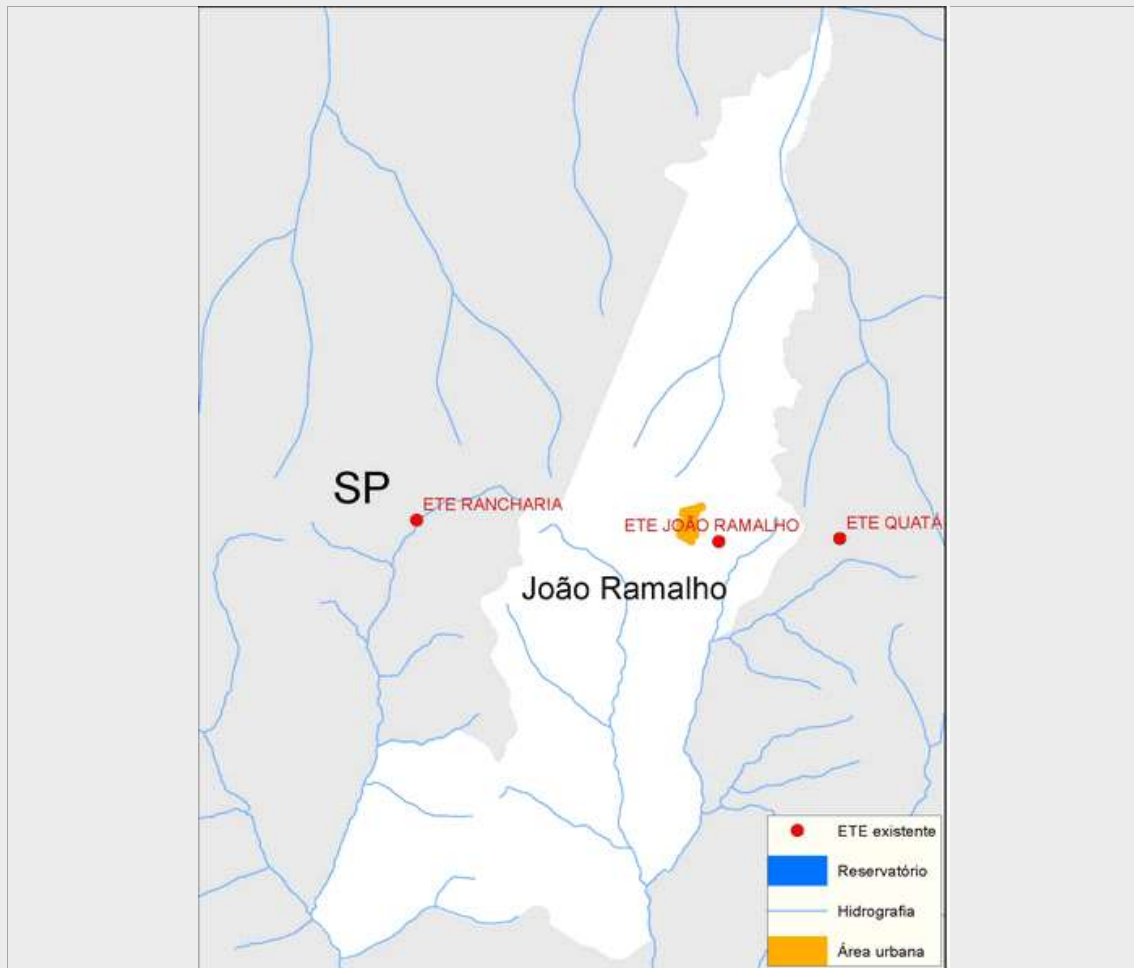 SP
ETE RANCHARIA
ETE JOÃO RAMALHO
ETE QUATÁ
João Ramalho
ETE existente
Reservatório
Hidrografia
Área urbana